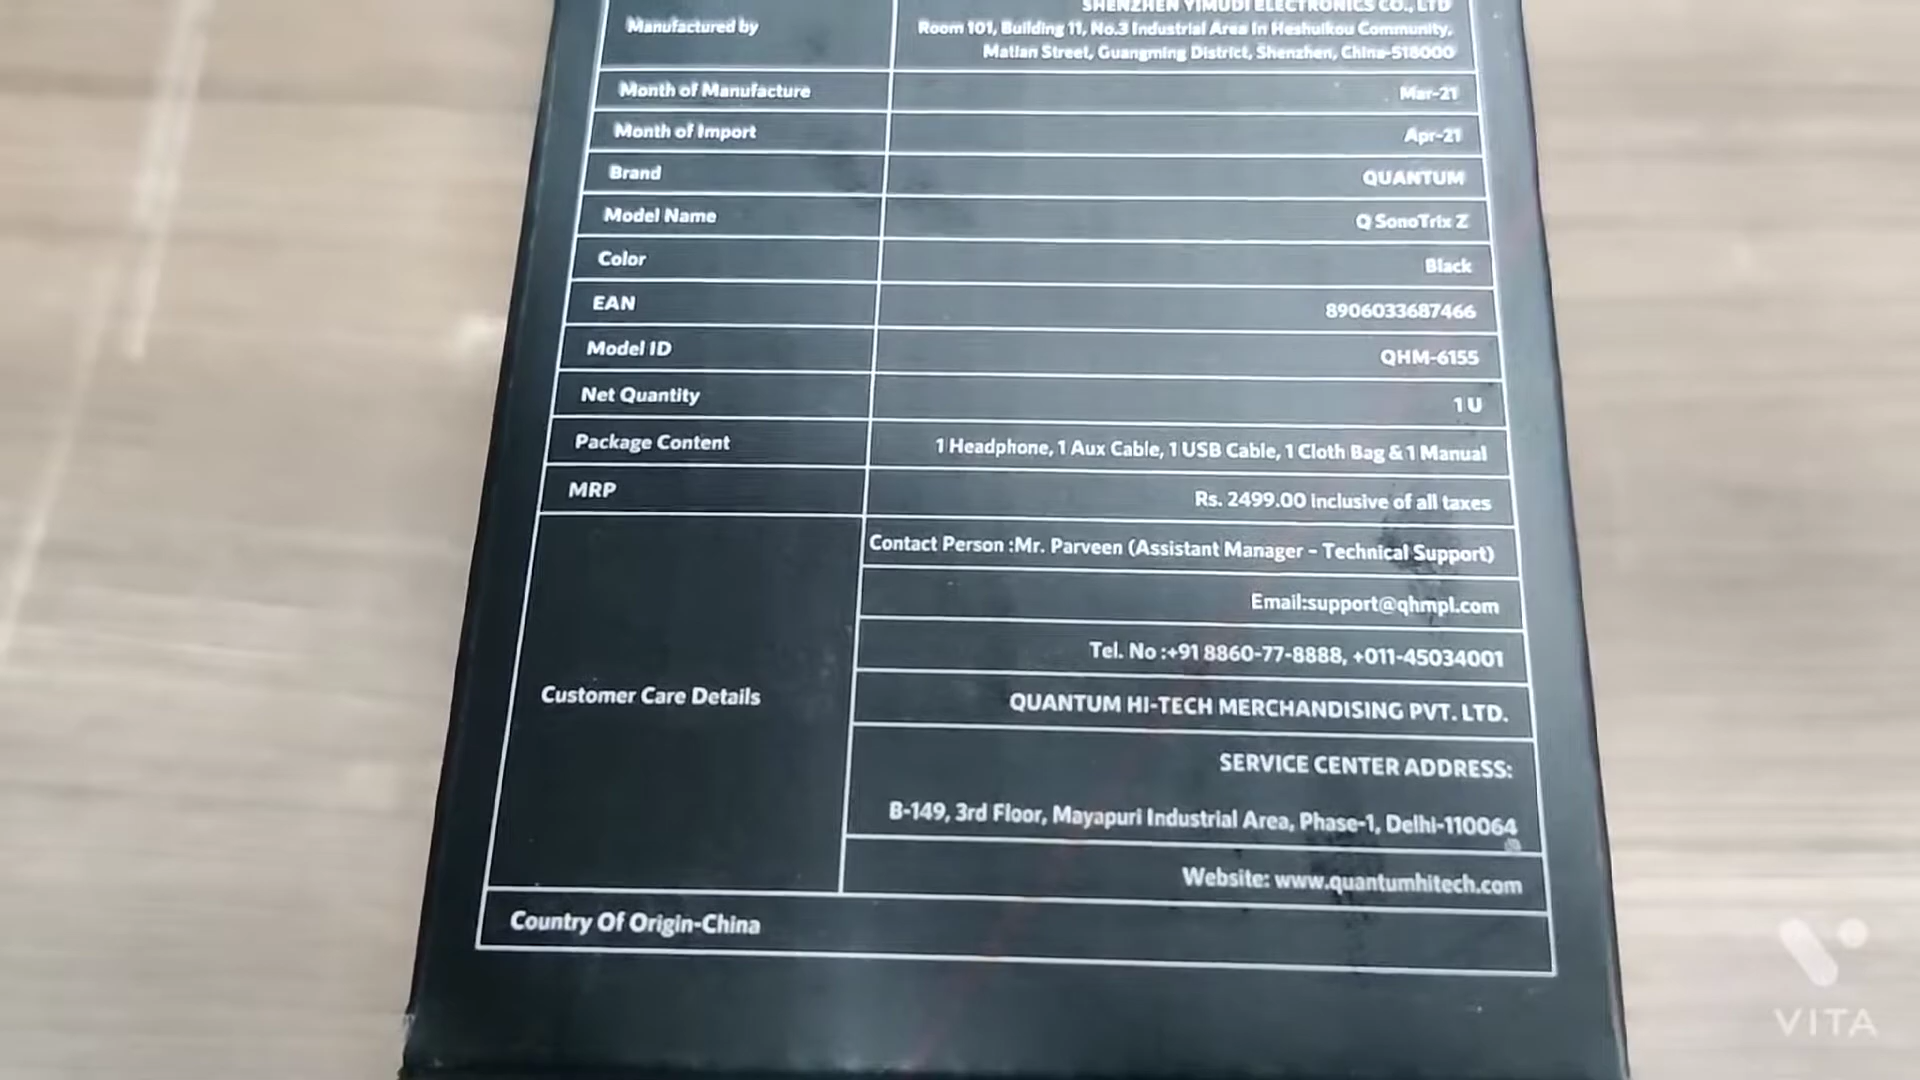 SHENZHEN YIMUDI ELECTRONICS CO., LTD
Manufactured by
Room 101, Building 11, No.3 Industrial Area in Heshuikou Community,
Matian Street, Guangming District, Shenzhen, China-518000
Month of Manufacture Mar-21
Month of Import Apr-21
Brand QUANTUM
Model Name Q SonoTrix Z
Color Black
EAN 8906033687466
Model ID QHM-6155
Net Quantity 1 U
Package Content 1 Headphone, 1 Aux Cable, 1 USB Cable, 1 Cloth Bag & 1 Manual
MRP Rs. 2499.00 Inclusive of all taxes
Contact Person :Mr. Parveen (Assistant Manager - Technical Support)
Email:support@qhmpl.com
Tel. No :+91 8860-77-8888, +011-45034001
Customer Care Details
QUANTUM HI-TECH MERCHANDISING PVT. LTD.
SERVICE CENTER ADDRESS:
B-149, 3rd Floor, Mayapuri Industrial Area, Phase-1, Delhi-110064
Website: www.quantumhitech.com
Country Of Origin-China
VITA